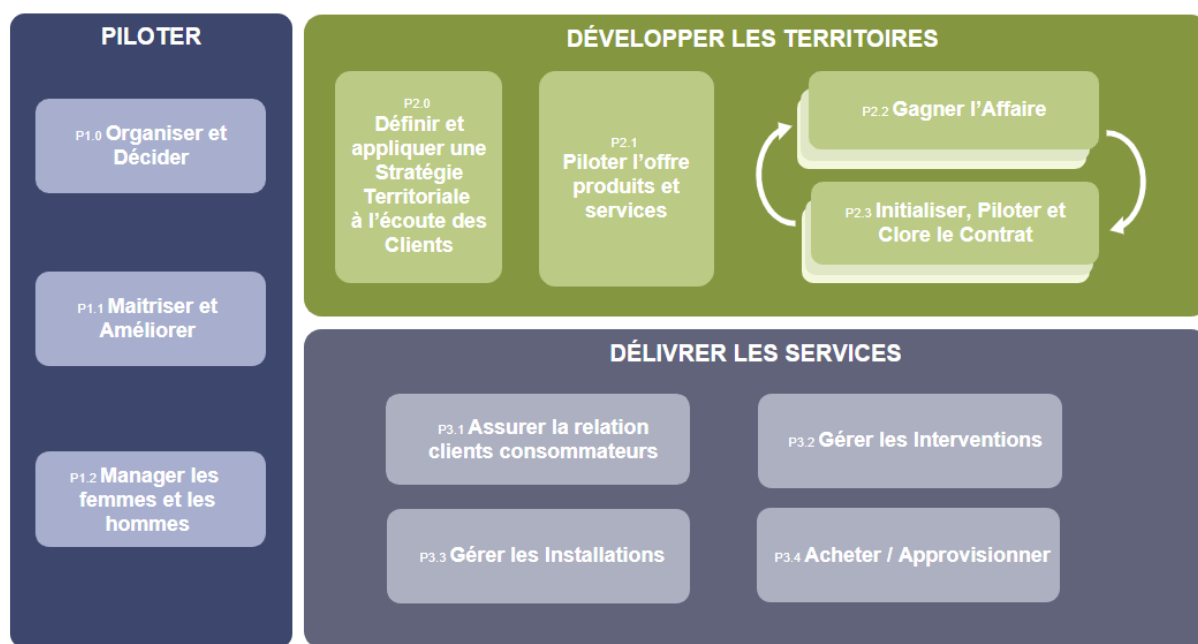 PILOTER
P1.0 Organiser et
Décider
P1.1 Maitriser et
Améliorer
P1.2 Manager les
femmes et les
hommes
DÉVELOPPER LES TERRITOIRES
P2.0
Définir et
appliquer une
Stratégie
Territoriale
à l'écoute des
Clients
P2.1
Piloter l'offre
produits et
services
P2.2 Gagner l'Affaire
P2.3 Initialiser, Piloter et
Clore le Contrat
DÉLIVRER LES SERVICES
P3.1 Assurer la relation
clients consommateurs
P3.2 Gérer les Interventions
P3.3 Gérer les Installations
P3.4 Acheter / Approvisionner